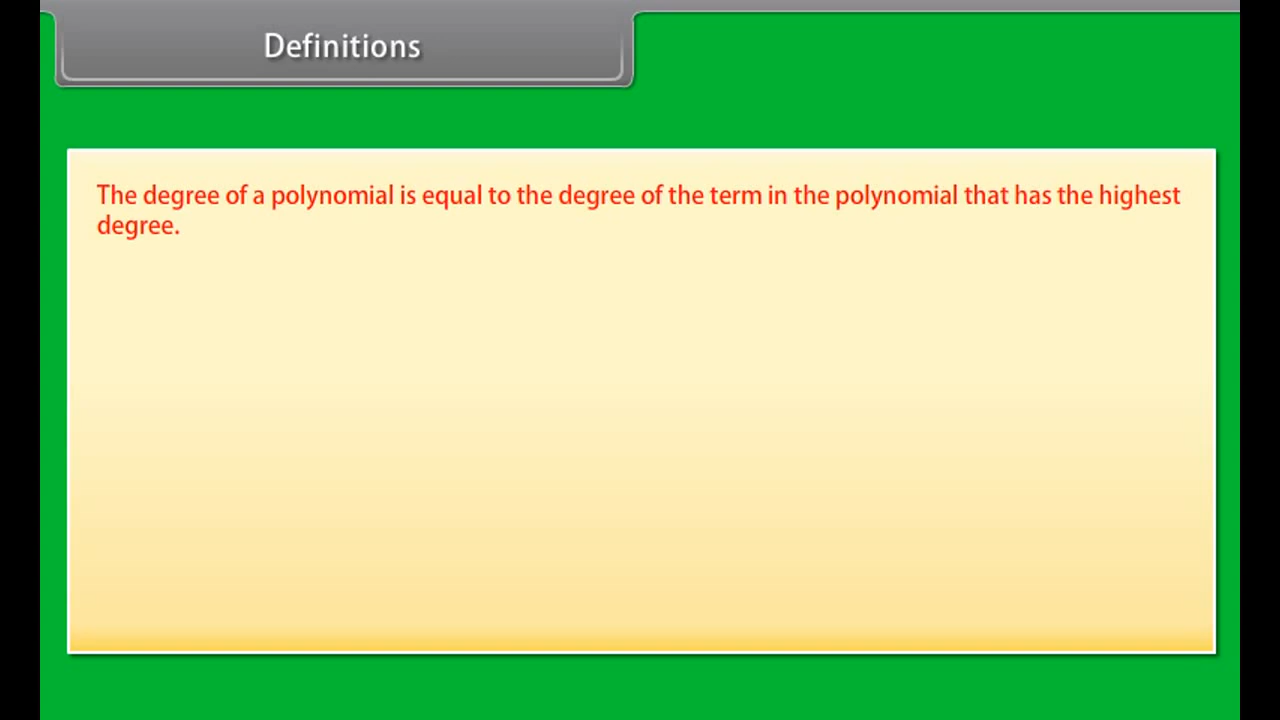 Definitions
The degree of a polynomial is equal to the degree of the term in the polynomial that has the highest
degree.